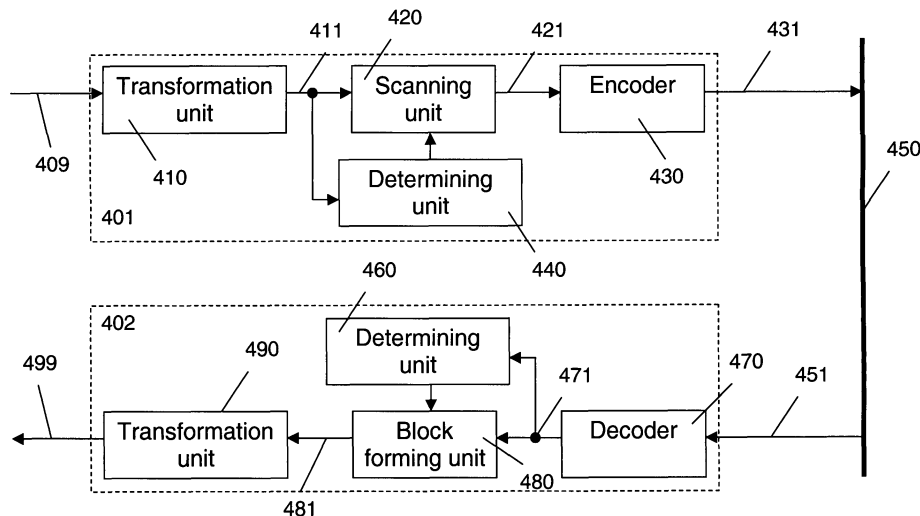 411
420
421
431
Transformation
unit
Scanning
unit
Encoder
409
410
430
450
Determining
unit
401
440
460
402
Determining
unit
499
490
471
470
451
Transformation
unit
Block
forming unit
Decoder
480
481